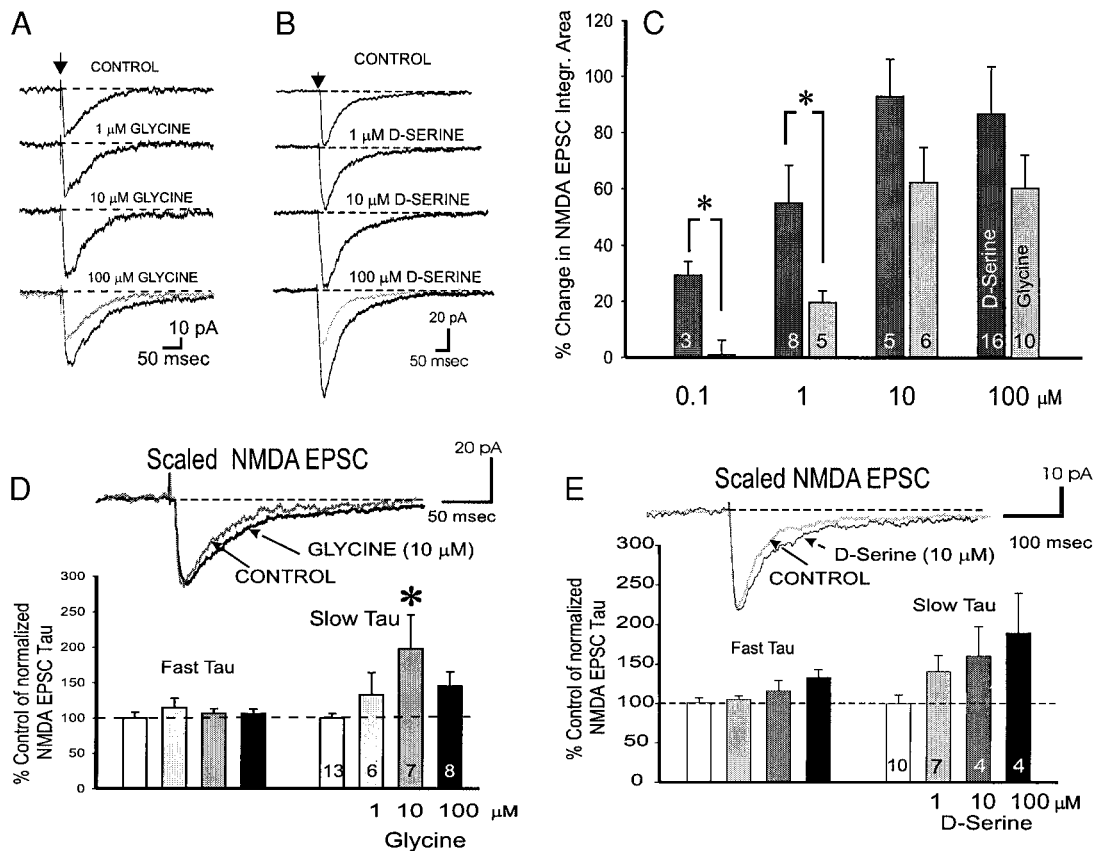 A
CONTROL
1 μM GLYCINE
10 μM GLYCINE
100 μM GLYCINE
10 pA
50 msec
B
CONTROL
1 μM D-SERINE
10 μM D-SERINE
100 μM D-SERINE
20 pA
50 msec
C
% Change in NMDA EPSC Integr. Area
120
100
80
60
40
20
0
*
*
3
8
5
5
6
16
10
D-Serine
Glycine
0.1
1
10
100 μM
D
Scaled NMDA EPSC
20 pA
50 msec
GLYCINE (10 μM)
CONTROL
% Control of normalized
NMDA EPSC Tau
300
250
200
150
100
50
0
Fast Tau
Slow Tau
*
13
6
7
8
1
10
100
μM
Glycine
E
Scaled NMDA EPSC
10 pA
100 msec
D-Serine (10 μM)
CONTROL
% Control of normalized
NMDA EPSC Tau
300
250
200
150
100
50
0
Fast Tau
Slow Tau
10
7
4
4
1
10
100
μM
D-Serine